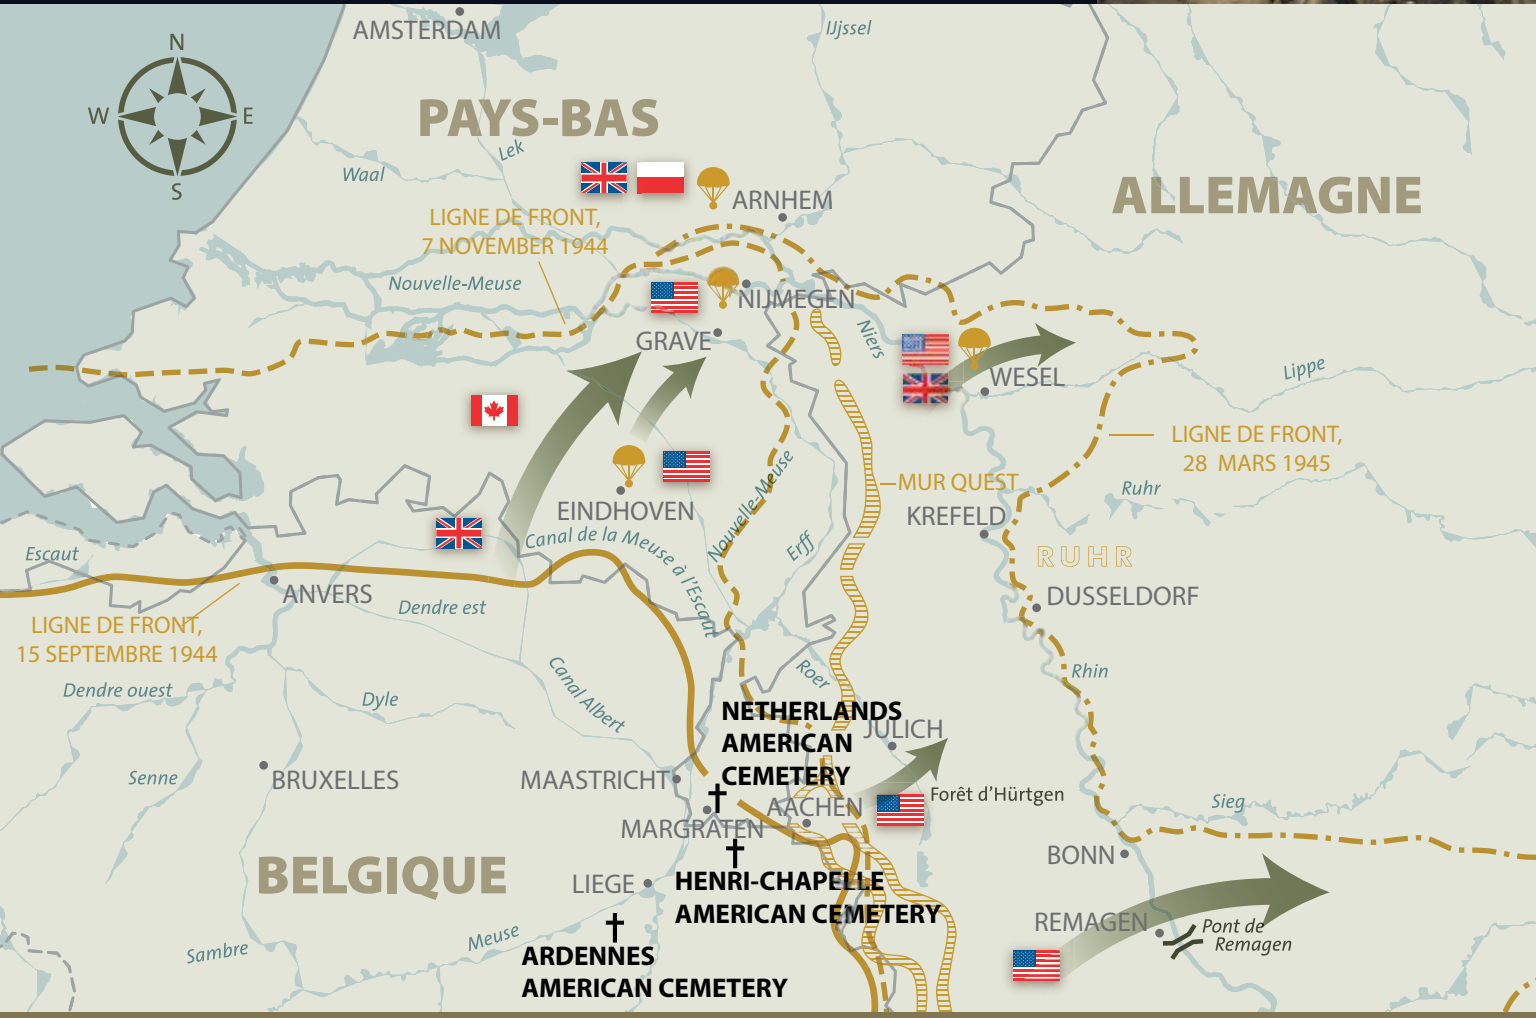 AMSTERDAM
IJjssel
N
W
E
S
PAYS-BAS
Lek
Waal
ARNHEM
ALLEMAGNE
LIGNE DE FRONT,
7 NOVEMBER 1944
Nouvelle-Meuse
NIJMEGEN
GRAVE
Niers
WESEL
Lippe
LIGNE DE FRONT,
28 MARS 1945
MUR QUEST
Ruhr
KREFELD
EINDHOVEN
Canal de la Meuse à l'Escaut
Nouvelle-Meuse
Erff
RUHR
Escaut
ANVERS
Dendre est
DUSSELDORF
LIGNE DE FRONT,
15 SEPTEMBRE 1944
Dendre ouest
Dyle
Canal Albert
Roer
Rhin
NETHERLANDS
AMERICAN
CEMETERY
JÜLICH
Senne
BRUXELLES
MAASTRICHT
AACHEN
Forêt d'Hürtgen
Sieg
MARGRATEN
BELGIQUE
BONN
LIEGE
HENRI-CHAPELLE
AMERICAN CEMETERY
REMAGEN
Pont de
Remagen
Sambre
Meuse
ARDENNES
AMERICAN CEMETERY